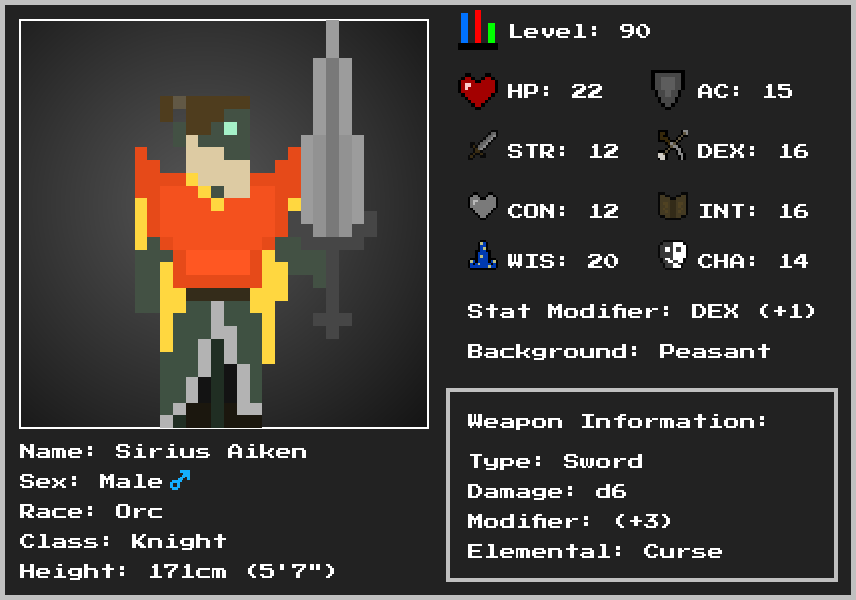 Level: 90
HP: 22 AC: 15
STR: 12 DEX: 16
CON: 12 INT: 16
WIS: 20 CHA: 14
Stat Modifier: DEX (+1)
Background: Peasant
Weapon Information:
Type: Sword
Damage: d6
Modifier: (+3)
Elemental: Curse
Name: Sirius Aiken
Sex: Male♂
Race: Orc
Class: Knight
Height: 171cm (5'7")